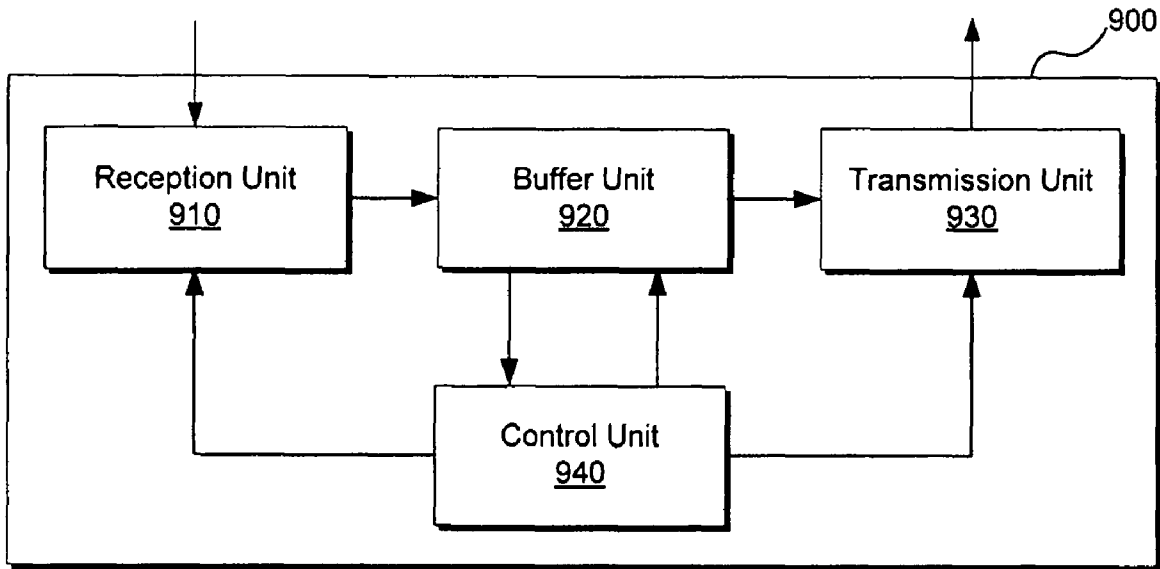 900
Reception Unit
910
Buffer Unit
920
Transmission Unit
930
Control Unit
940